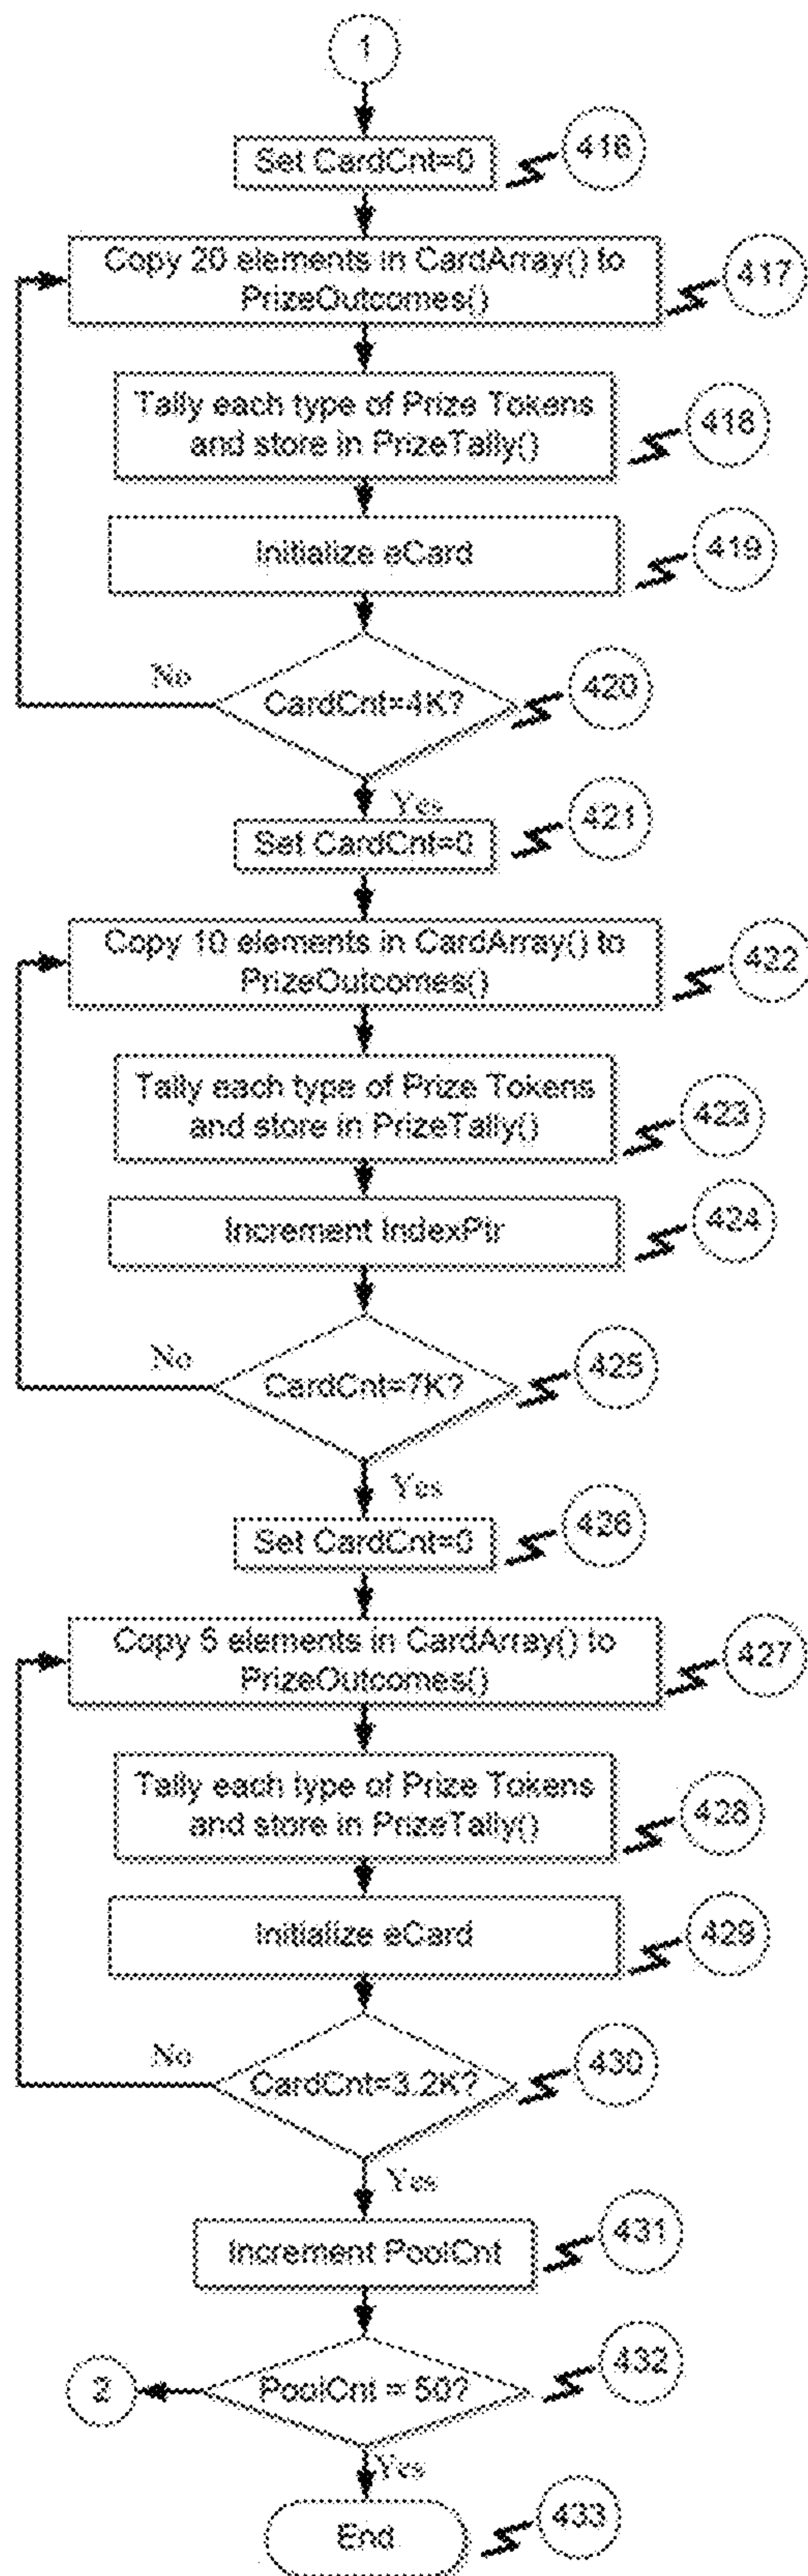 1
Set CardCnt=0
416
Copy 20 elements in CardArray() to
PrizeOutcomes()
417
Tally each type of Prize Tokens
and store in PrizeTally()
418
Initialize eCard
419
No
CardCnt=4K?
420
Yes
Set CardCnt=0
421
Copy 10 elements in CardArray() to
PrizeOutcomes()
422
Tally each type of Prize Tokens
and store in PrizeTally()
423
Increment IndexPtr
424
No
CardCnt=7K?
425
Yes
Set CardCnt=0
426
Copy 5 elements in CardArray() to
PrizeOutcomes()
427
Tally each type of Prize Tokens
and store in PrizeTally()
428
Initialize eCard
429
No
CardCnt=3.2K?
430
Yes
Increment PoolCnt
431
2
PoolCnt = 50?
432
Yes
End
433